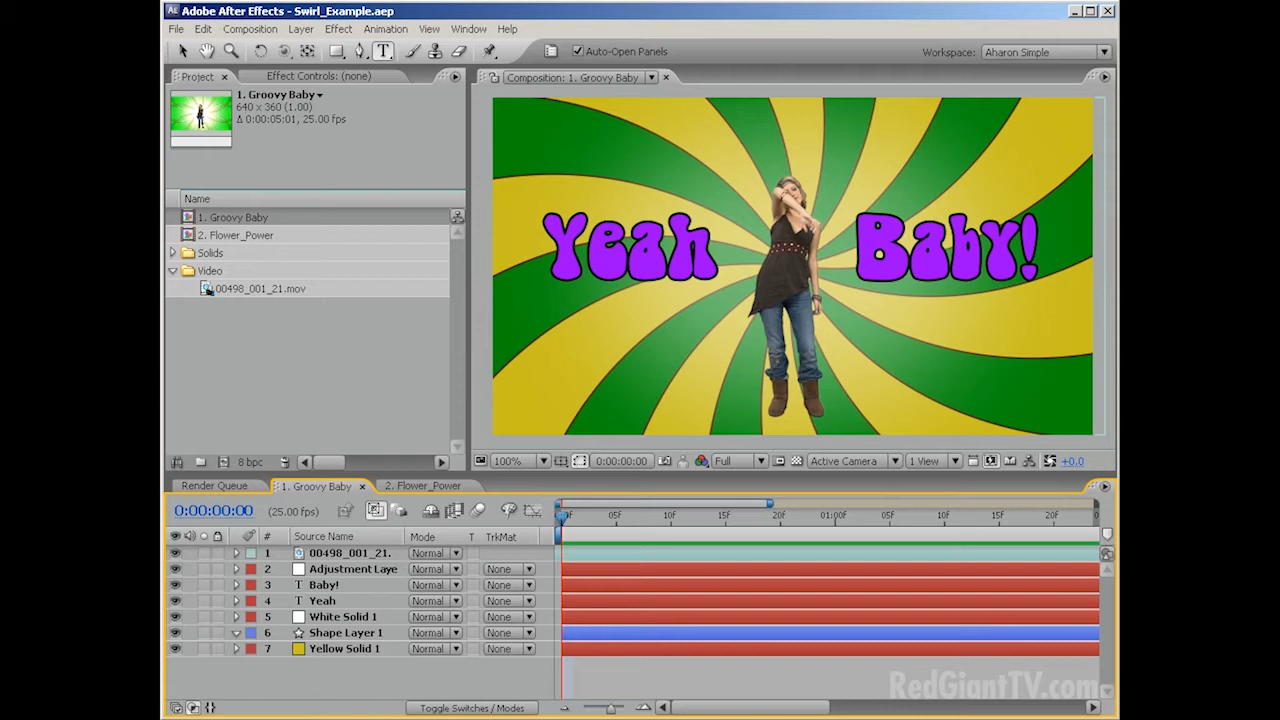 Adobe After Effects - Swirl_Example.aep
File Edit Composition Layer Effect Animation View Window Help
Auto-Open Panels
Workspace: Aharon Simple
Project × Effect Controls: (none)
Composition: 1. Groovy Baby
1. Groovy Baby
640 x 360 (1.00)
Δ 0:00:05:01, 25.00 fps
Name
1. Groovy Baby
2. Flower_Power
Solids
Video
00498_001_21.mov
Yeah Baby!
8 bpc
100% 0:00:00:00 Full Active Camera 1 View +0.0
Render Queue 1. Groovy Baby × 2. Flower_Power
0:00:00:00 (25.00 fps)
05f 10f 15f 20f 01:00f 05f 10f 15f 20f
# Source Name Mode T TrkMat
1 00498_001_21. Normal
2 Adjustment Laye Normal None
3 T Baby! Normal None
4 T Yeah Normal None
5 White Solid 1 Normal None
6 Shape Layer 1 Normal None
7 Yellow Solid 1 Normal None
Toggle Switches / Modes
RedGiantTV.com